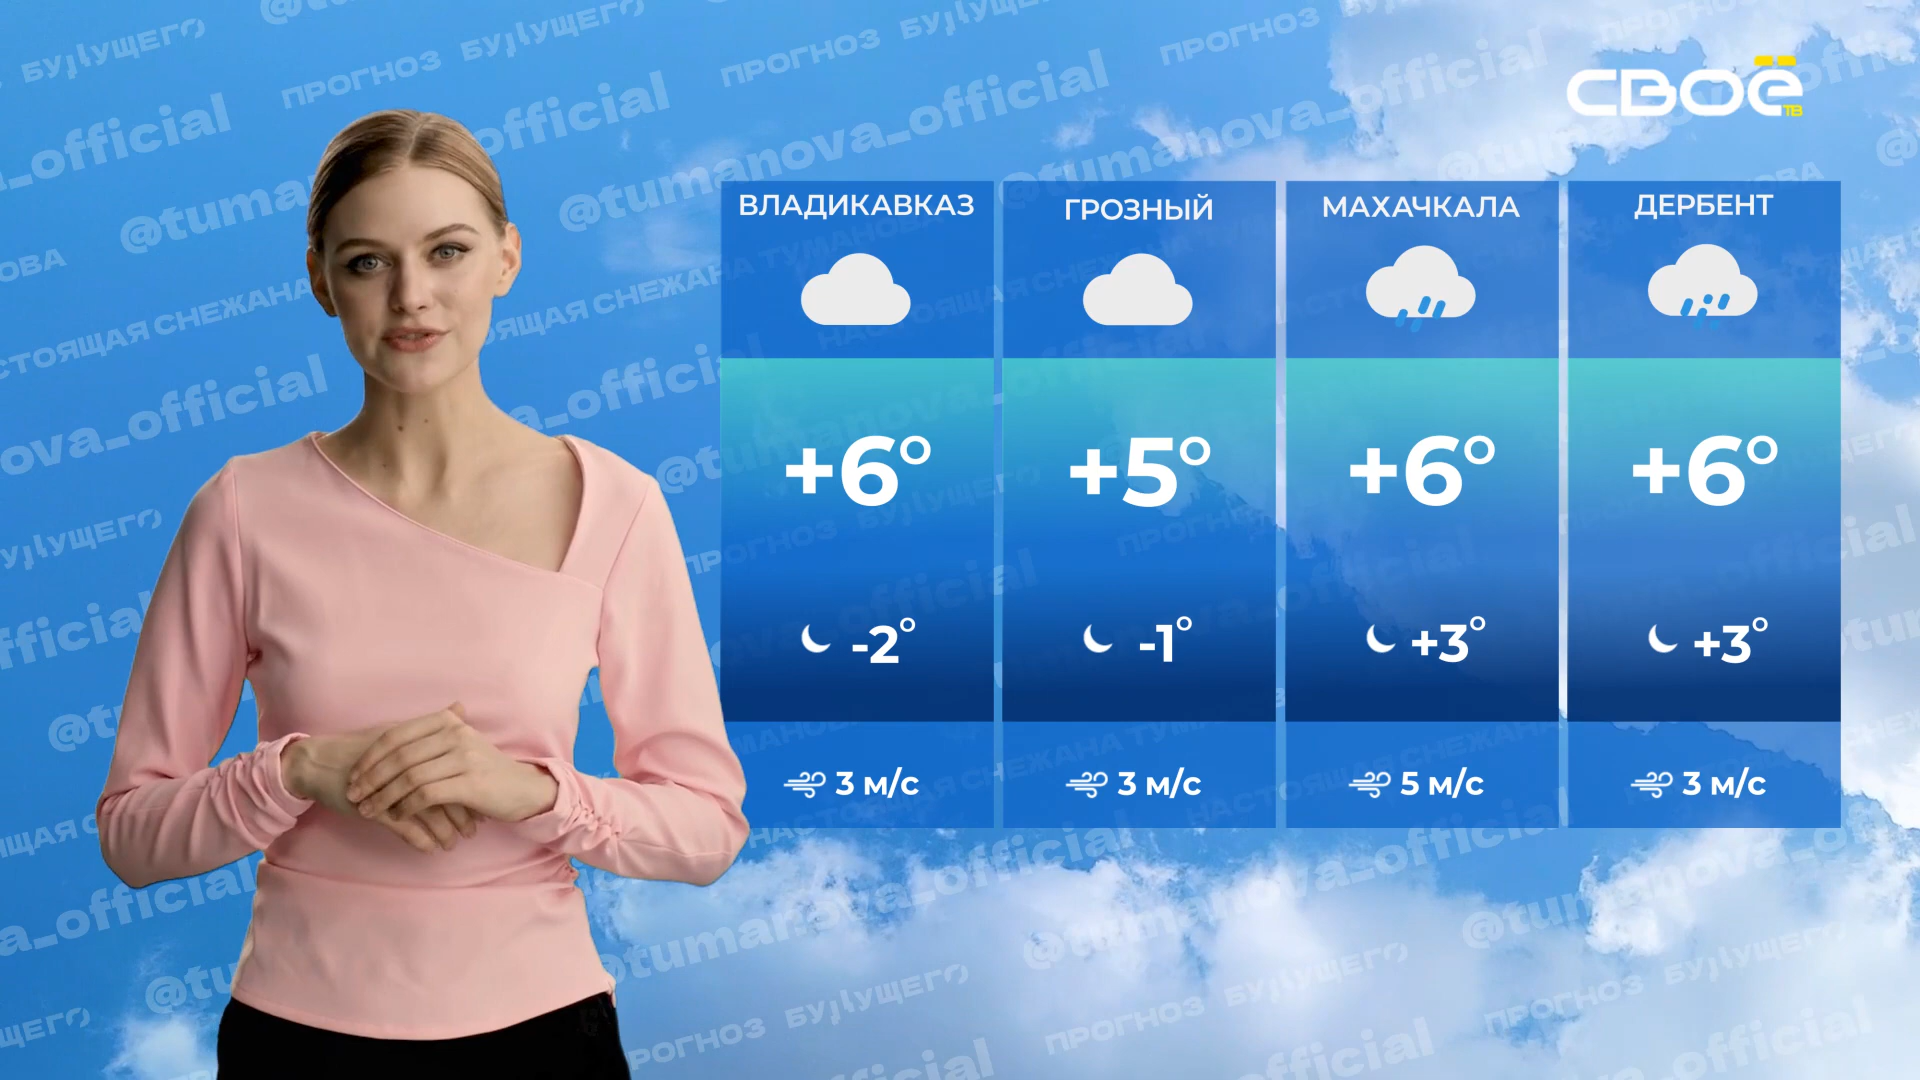 СВОЁ
ТВ
ВЛАДИКАВКАЗ
ГРОЗНЫЙ
МАХАЧКАЛА
ДЕРБЕНТ
+6°
+5°
+6°
+6°
-2°
-1°
+3°
+3°
3 м/с
3 м/с
5 м/с
3 м/с
ПРОГНОЗ БУДУЩЕГО
@tumanova_official
НАСТОЯЩАЯ СНЕЖАНА ТУМАНОВА